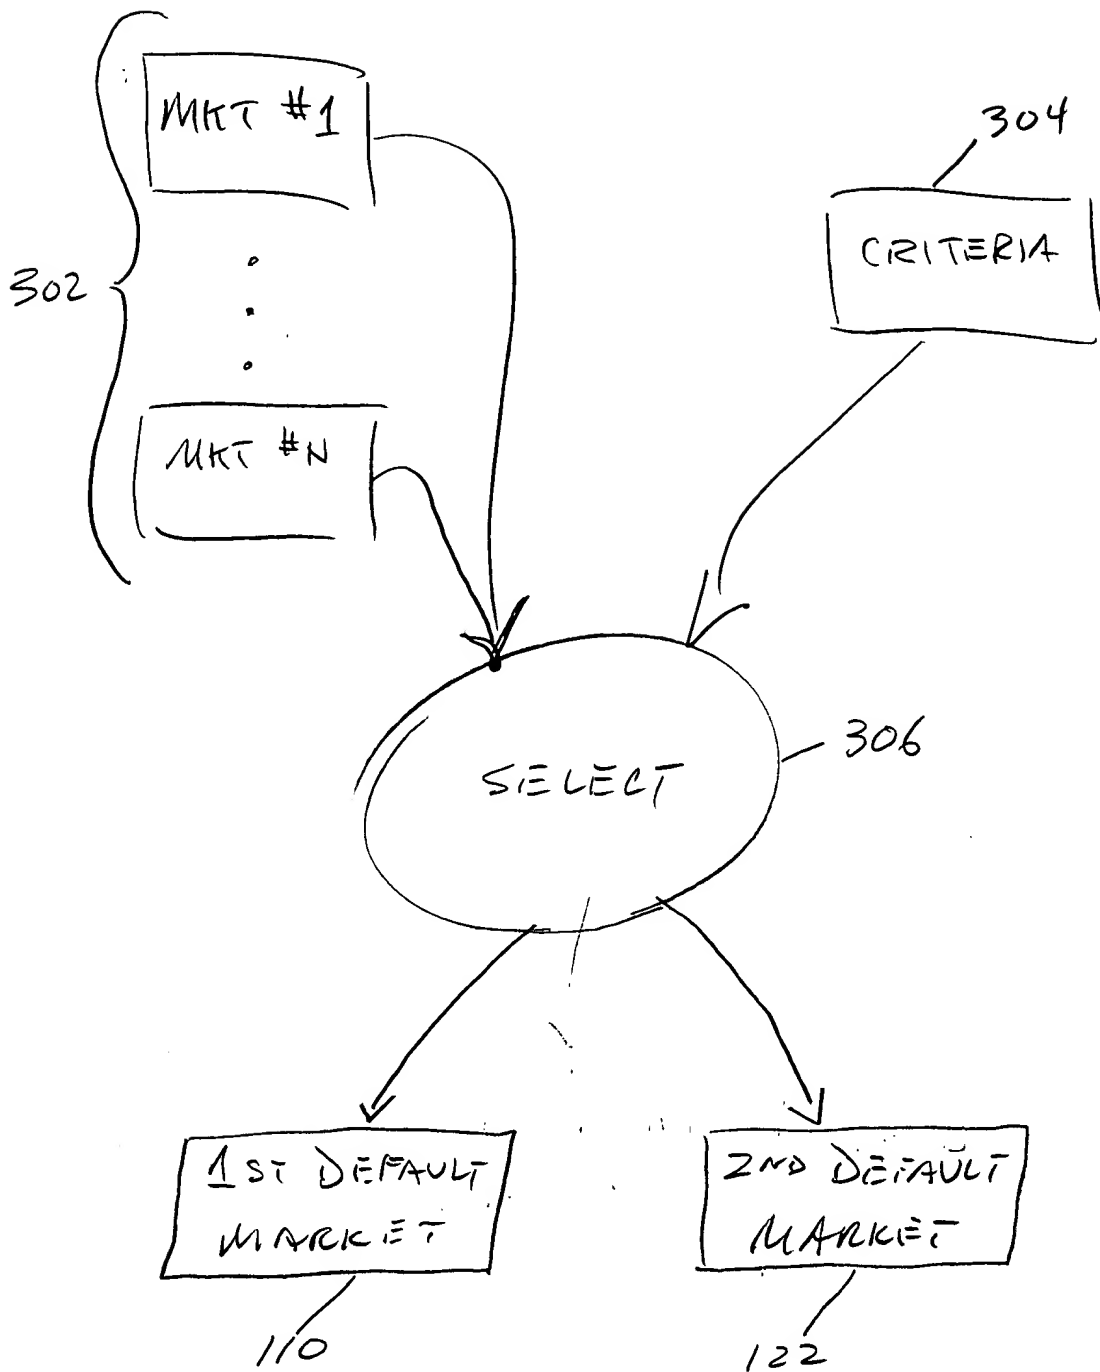 MKT #1
304
CRITERIA
302
MKT #N
306
SELECT
1ST DEFAULT
MARKET
2ND DEFAULT
MARKET
110
122